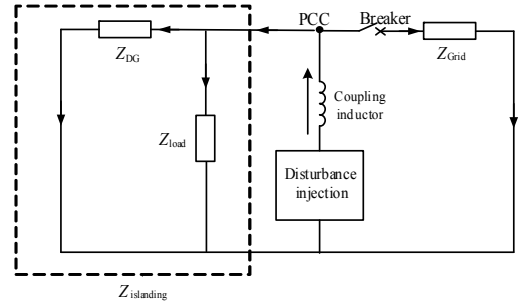 PCC
Breaker
Z_DG
Z_Grid
Coupling
inductor
Z_load
Disturbance
injection
Z_islanding